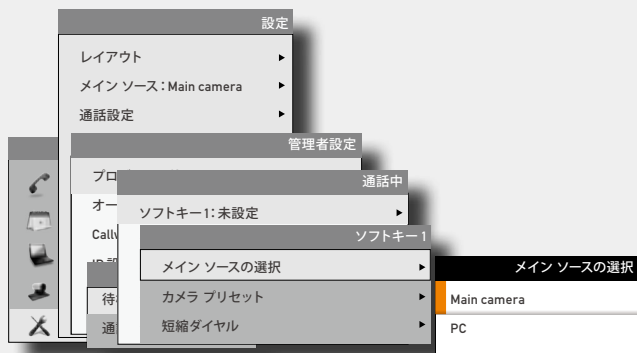 設定
レイアウト
メイン ソース：Main camera
通話設定
管理者設定
通話中
ソフトキー1：未設定
ソフトキー 1
メイン ソースの選択
カメラ プリセット
短縮ダイヤル
メイン ソースの選択
Main camera
PC